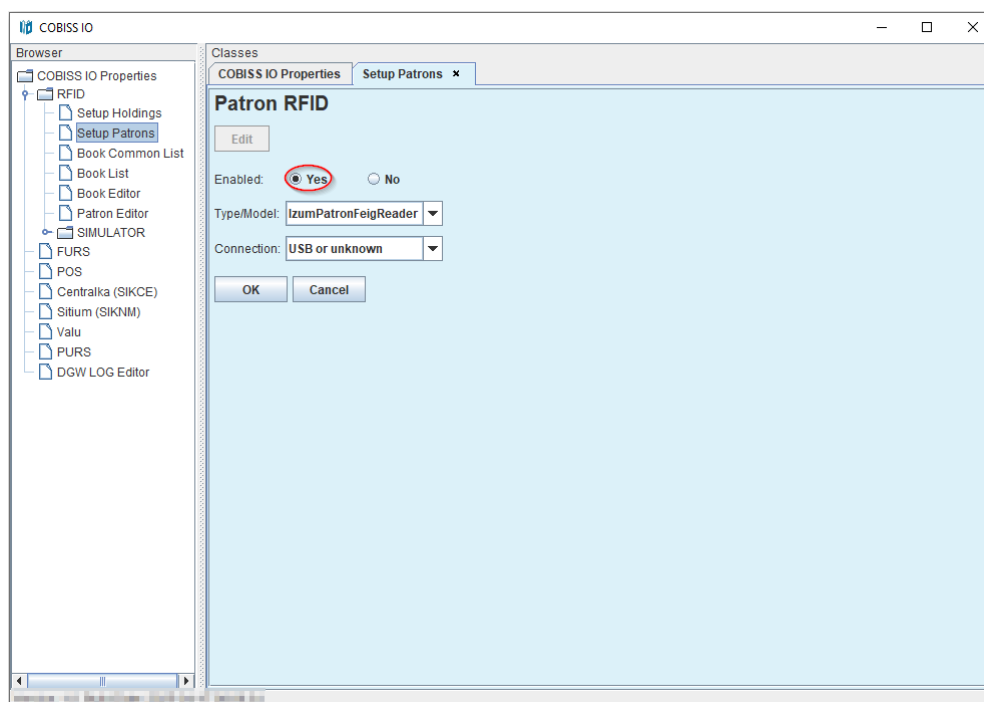 COBISS IO
Browser
COBISS IO Properties
RFID
Setup Holdings
Setup Patrons
Book Common List
Book List
Book Editor
Patron Editor
SIMULATOR
FURS
POS
Centralka (SIKCE)
Sitium (SIKNM)
Valu
PURS
DGW LOG Editor
Classes
COBISS IO Properties Setup Patrons
Patron RFID
Edit
Enabled: Yes No
Type/Model: IzumPatronFeigReader
Connection: USB or unknown
OK Cancel